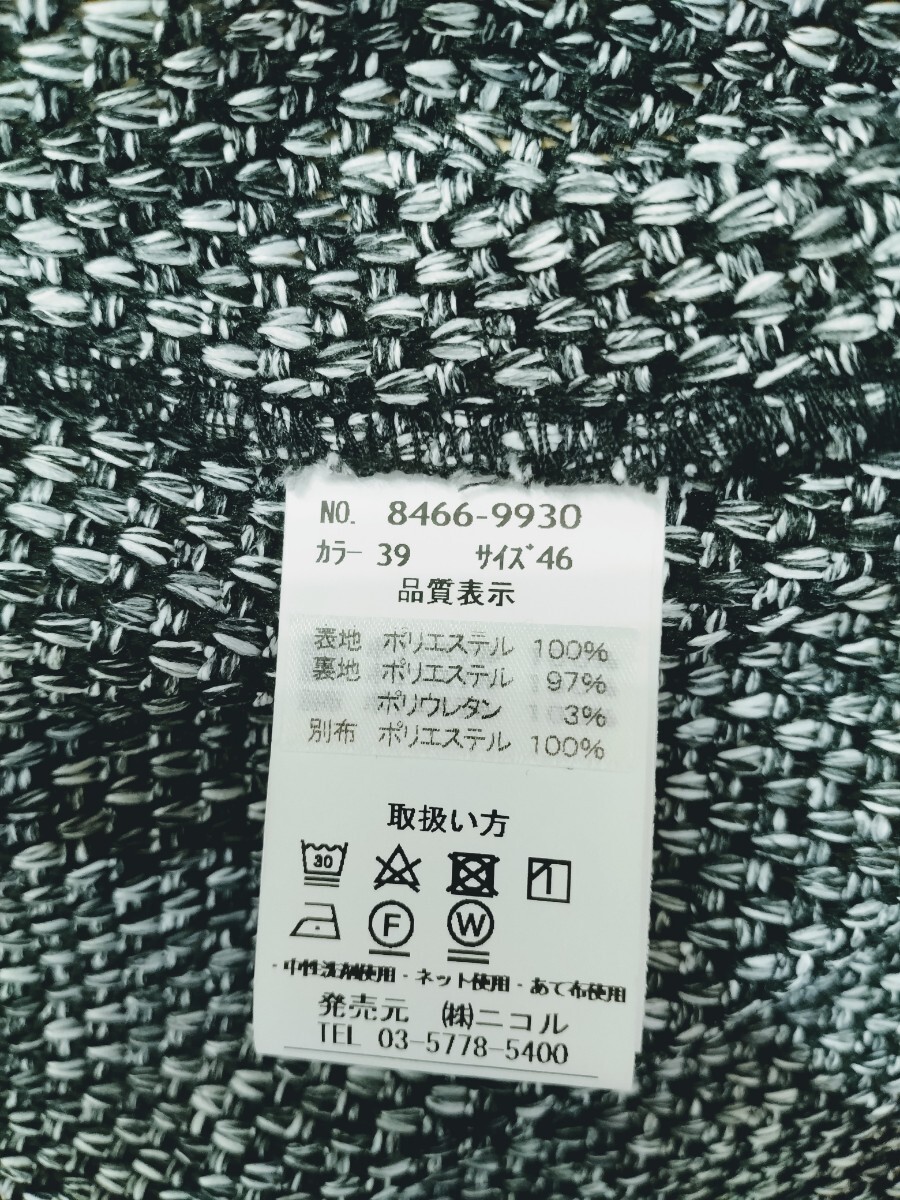 NO. 8466-9930
カラー 39 サイズ 46
品質表示
表地 ポリエステル 100%
裏地 ポリエステル 97%
ポリウレタン 3%
別布 ポリエステル 100%
取扱い方
30
F W
・中性洗剤使用・ネット使用・あて布使用
発売元 ㈱ニコル
TEL 03-5778-5400